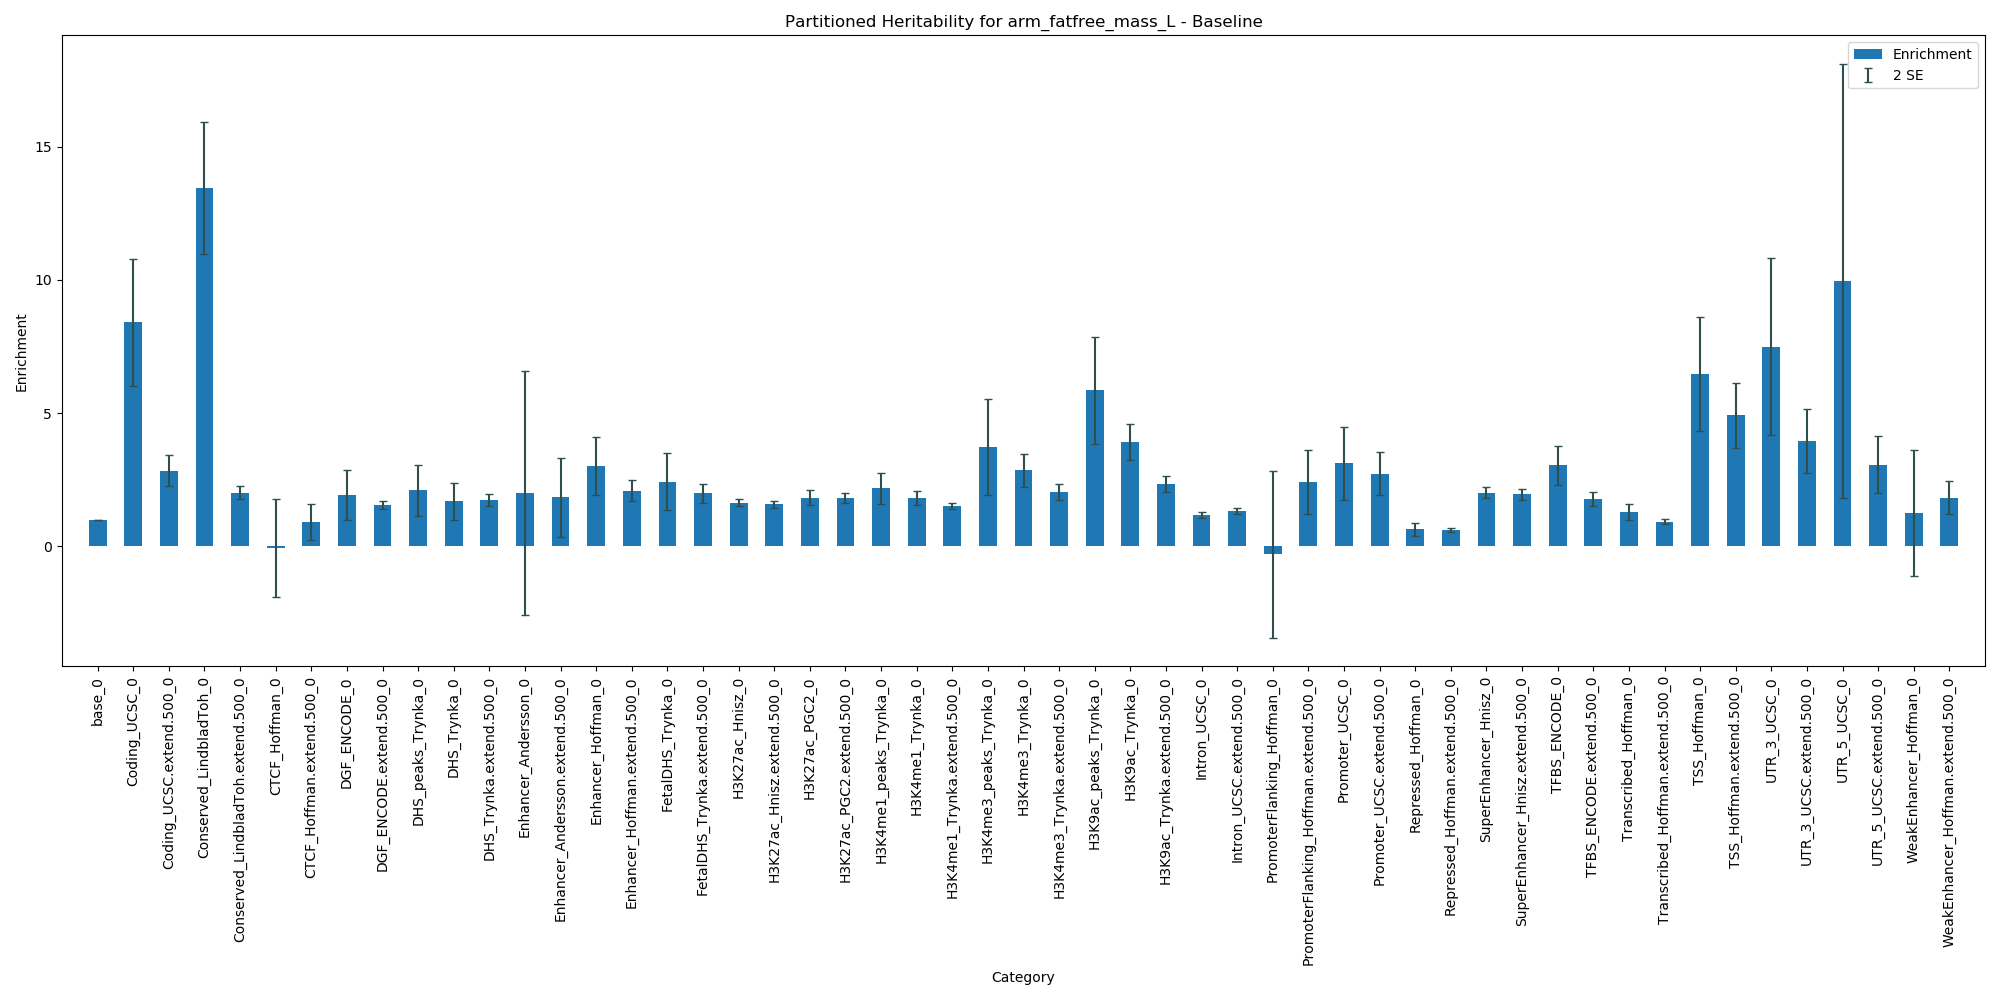 Partitioned Heritability for arm_fatfree_mass_L - Baseline
Enrichment
2 SE
Enrichment
15
10
5
0
base_0
Coding_UCSC_0
Coding_UCSC.extend.500_0
Conserved_LindbladToh_0
Conserved_LindbladToh.extend.500_0
CTCF_Hoffman_0
CTCF_Hoffman.extend.500_0
DGF_ENCODE_0
DGF_ENCODE.extend.500_0
DHS_peaks_Trynka_0
DHS_Trynka_0
DHS_Trynka.extend.500_0
Enhancer_Andersson_0
Enhancer_Andersson.extend.500_0
Enhancer_Hoffman_0
Enhancer_Hoffman.extend.500_0
FetalDHS_Trynka_0
FetalDHS_Trynka.extend.500_0
H3K27ac_Hnisz_0
H3K27ac_Hnisz.extend.500_0
H3K27ac_PGC2_0
H3K27ac_PGC2.extend.500_0
H3K4me1_peaks_Trynka_0
H3K4me1_Trynka_0
H3K4me1_Trynka.extend.500_0
H3K4me3_peaks_Trynka_0
H3K4me3_Trynka_0
H3K4me3_Trynka.extend.500_0
H3K9ac_peaks_Trynka_0
H3K9ac_Trynka_0
H3K9ac_Trynka.extend.500_0
Intron_UCSC_0
Intron_UCSC.extend.500_0
PromoterFlanking_Hoffman_0
PromoterFlanking_Hoffman.extend.500_0
Promoter_UCSC_0
Promoter_UCSC.extend.500_0
Repressed_Hoffman_0
Repressed_Hoffman.extend.500_0
SuperEnhancer_Hnisz_0
SuperEnhancer_Hnisz.extend.500_0
TFBS_ENCODE_0
TFBS_ENCODE.extend.500_0
Transcribed_Hoffman_0
Transcribed_Hoffman.extend.500_0
TSS_Hoffman_0
TSS_Hoffman.extend.500_0
UTR_3_UCSC_0
UTR_3_UCSC.extend.500_0
UTR_5_UCSC_0
UTR_5_UCSC.extend.500_0
WeakEnhancer_Hoffman_0
WeakEnhancer_Hoffman.extend.500_0
Category